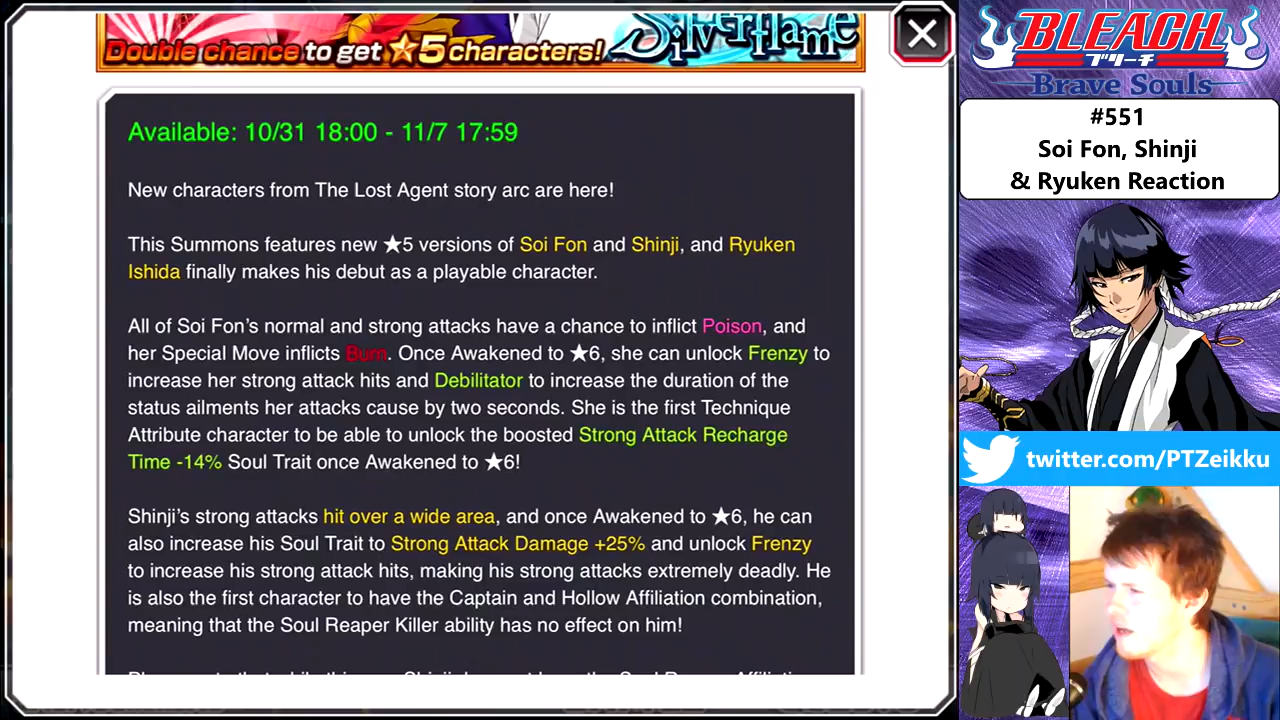 Double chance to get ★5 characters!
Silverflame
Available: 10/31 18:00 - 11/7 17:59
New characters from The Lost Agent story arc are here!
This Summons features new ★5 versions of Soi Fon and Shinji, and Ryuken
Ishida finally makes his debut as a playable character.
All of Soi Fon's normal and strong attacks have a chance to inflict Poison, and
her Special Move inflicts Burn. Once Awakened to ★6, she can unlock Frenzy to
increase her strong attack hits and Debilitator to increase the duration of the
status ailments her attacks cause by two seconds. She is the first Technique
Attribute character to be able to unlock the boosted Strong Attack Recharge
Time -14% Soul Trait once Awakened to ★6!
Shinji's strong attacks hit over a wide area, and once Awakened to ★6, he can
also increase his Soul Trait to Strong Attack Damage +25% and unlock Frenzy
to increase his strong attack hits, making his strong attacks extremely deadly. He
is also the first character to have the Captain and Hollow Affiliation combination,
meaning that the Soul Reaper Killer ability has no effect on him!
BLEACH
ブリーチ
Brave Souls
#551
Soi Fon, Shinji
& Ryuken Reaction
twitter.com/PTZeikku